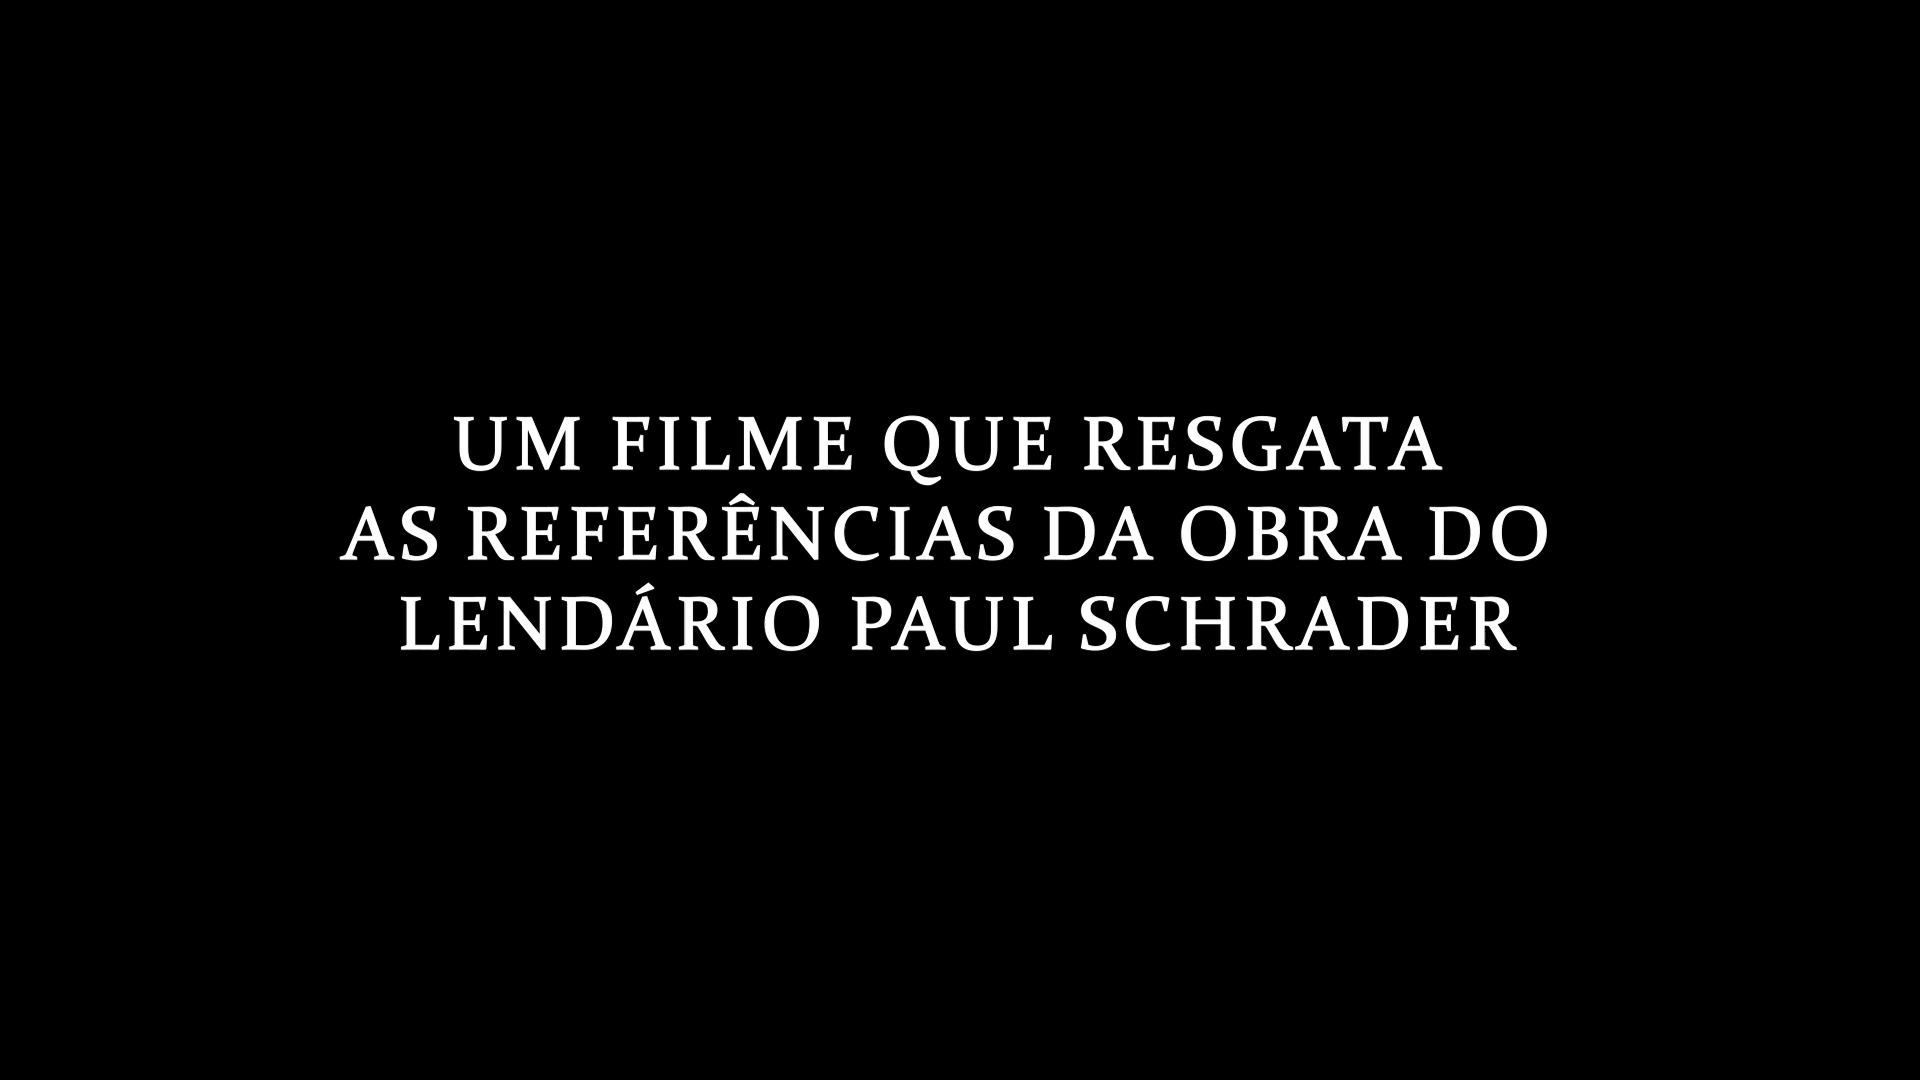 UM FILME QUE RESGATA
AS REFERÊNCIAS DA OBRA DO
LENDÁRIO PAUL SCHRADER